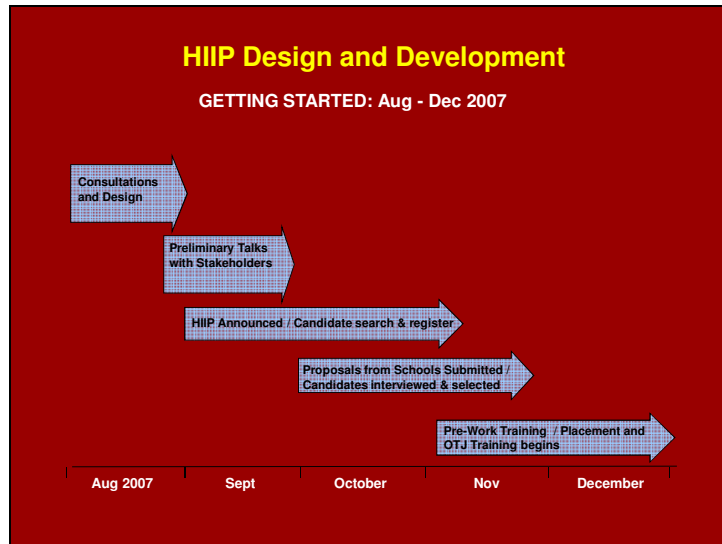 HIIP Design and Development
GETTING STARTED: Aug - Dec 2007
Consultations
and Design
Preliminary Talks
with Stakeholders
HIIP Announced / Candidate search & register
Proposals from Schools Submitted /
Candidates interviewed & selected
Pre-Work Training / Placement and
OTJ Training begins
Aug 2007 Sept October Nov December